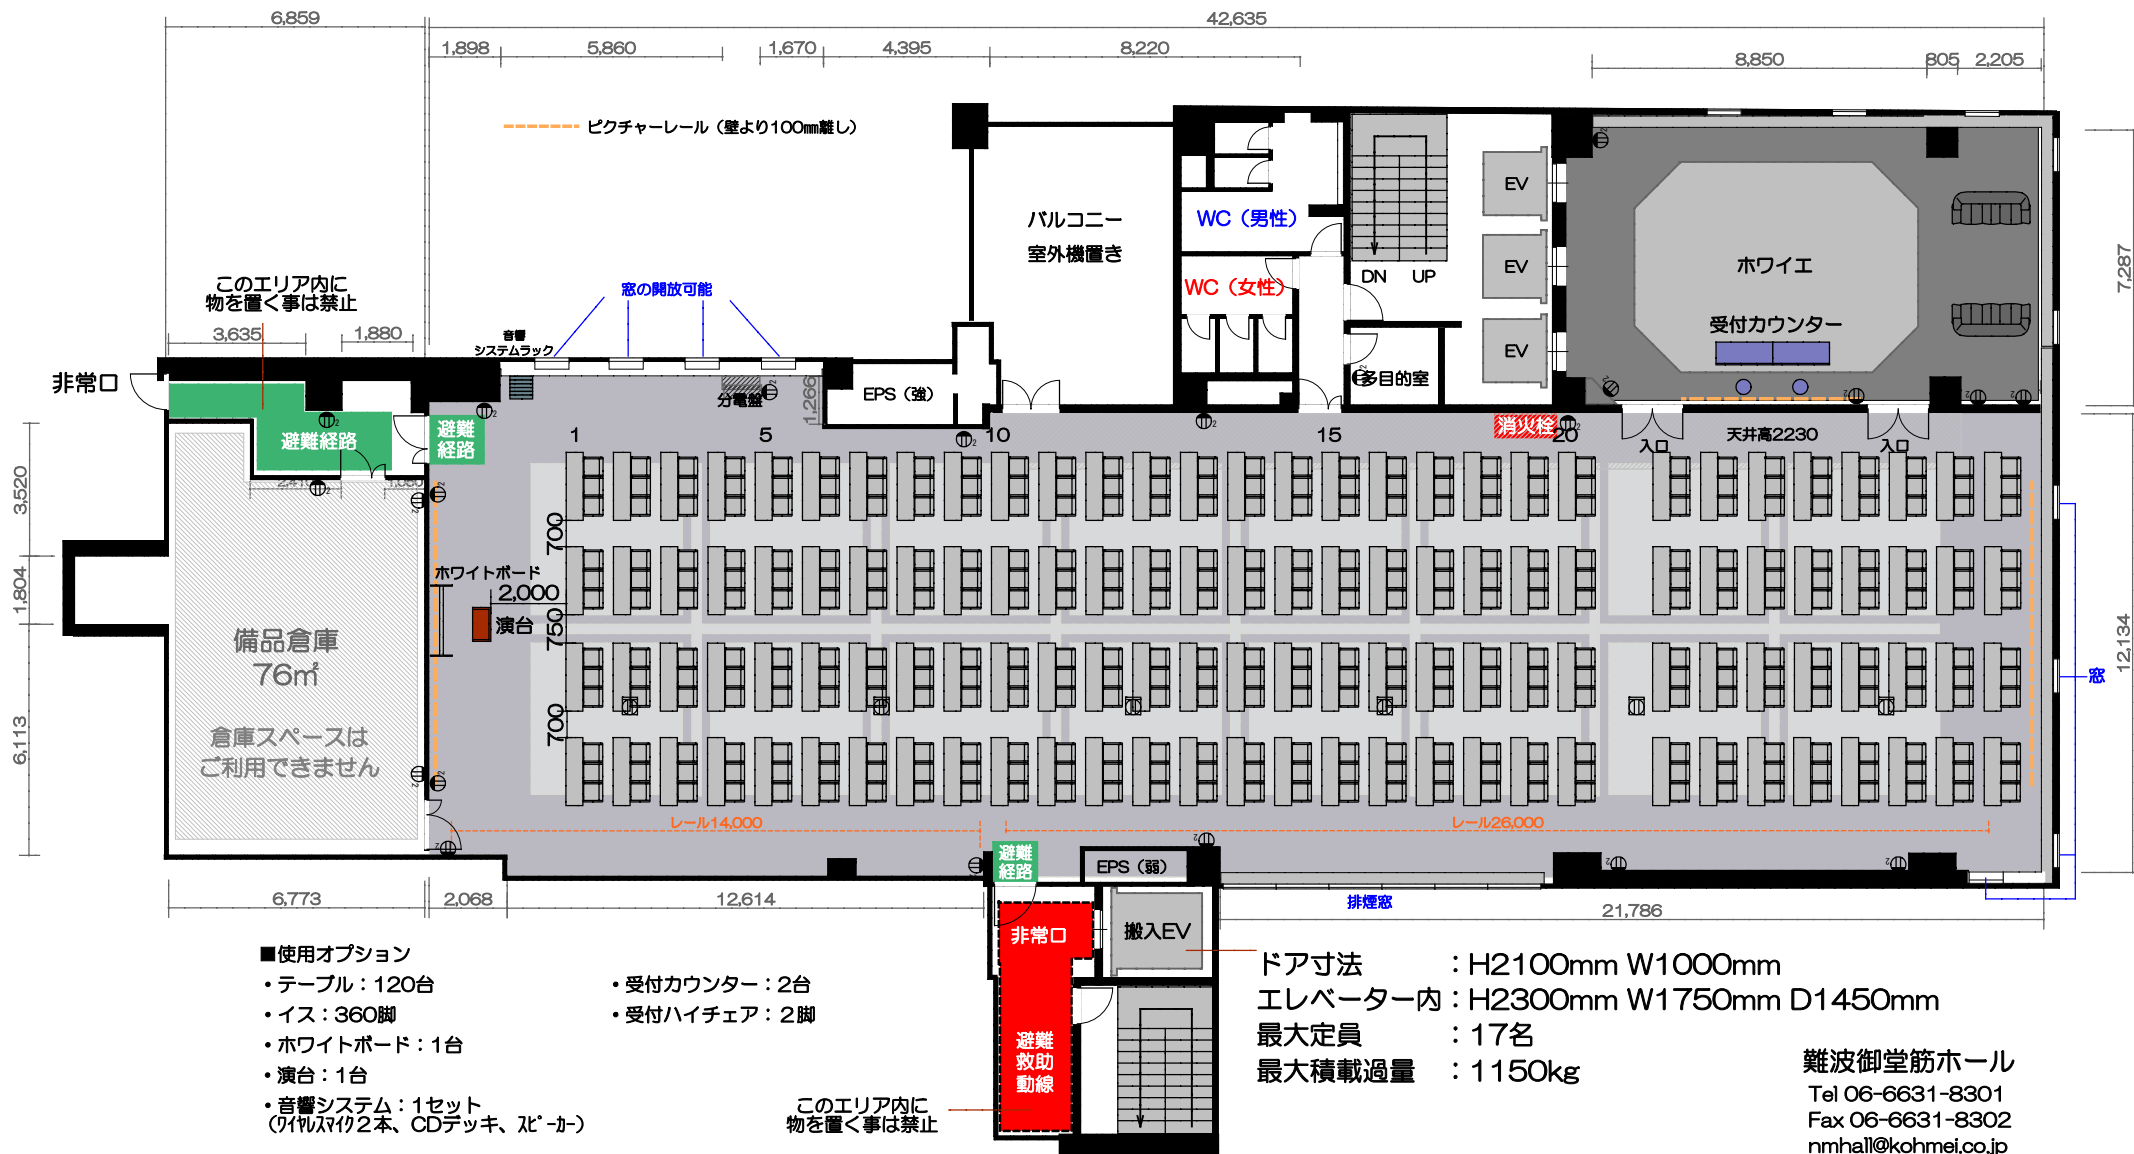 6,859
42,635
1,898
5,860
1,670
4,395
8,220
8,850
805
2,205
ピクチャーレール（壁より100㎜離し）
EV
WC（男性）
バルコニー
室外機置き
ホワイエ
7,287
DN
UP
EV
このエリア内に
物を置く事は禁止
窓の開放可能
WC（女性）
受付カウンター
3,635
1,880
音響
システムラック
EV
非常口
EPS（強）
多目的室
分電盤
1,266
避難経路
避難
経路
1
5
10
15
消火栓
20
入口
天井高2230
入口
3,520
700
1,804
ホワイトボード
2,000
演台
750
備品倉庫
76㎡
12,134
窓
6,113
700
倉庫スペースは
ご利用できません
レール14,000
レール26,000
避難
経路
EPS（弱）
6,773
2,068
12,614
排煙窓
21,786
非常口
搬入EV
■使用オプション
・テーブル：120台
・イス：360脚
・ホワイトボード：1台
・演台：1台
・音響システム：1セット
（ワイヤレスマイク2本、CDデッキ、スピーカー）
・受付カウンター：2台
・受付ハイチェア：2脚
避難
救助
動線
このエリア内に
物を置く事は禁止
ドア寸法　　　：H2100mm W1000mm
エレベーター内：H2300mm W1750mm D1450mm
最大定員　　　：17名
最大積載過量　：1150kg
難波御堂筋ホール
Tel 06-6631-8301
Fax 06-6631-8302
nmhall@kohmei.co.jp